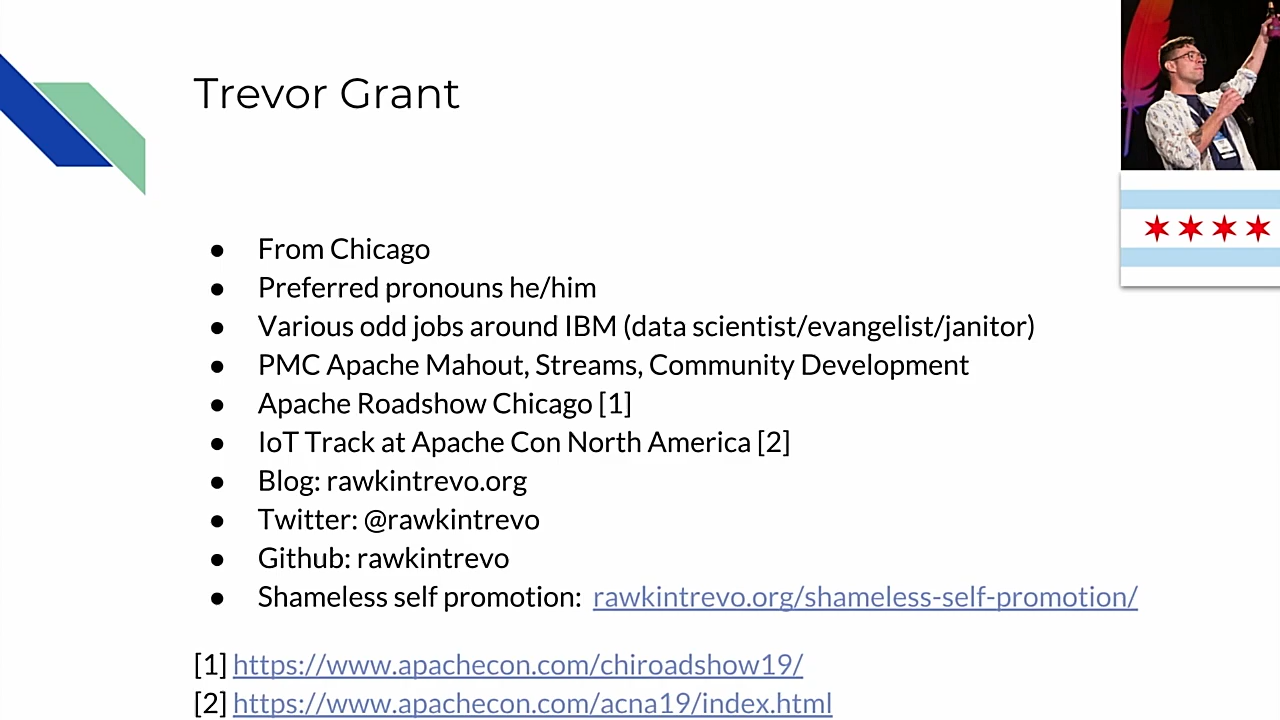 Trevor Grant
● From Chicago
● Preferred pronouns he/him
● Various odd jobs around IBM (data scientist/evangelist/janitor)
● PMC Apache Mahout, Streams, Community Development
● Apache Roadshow Chicago [1]
● IoT Track at Apache Con North America [2]
● Blog: rawkintrevo.org
● Twitter: @rawkintrevo
● Github: rawkintrevo
● Shameless self promotion: rawkintrevo.org/shameless-self-promotion/
[1] https://www.apachecon.com/chiroadshow19/
[2] https://www.apachecon.com/acna19/index.html